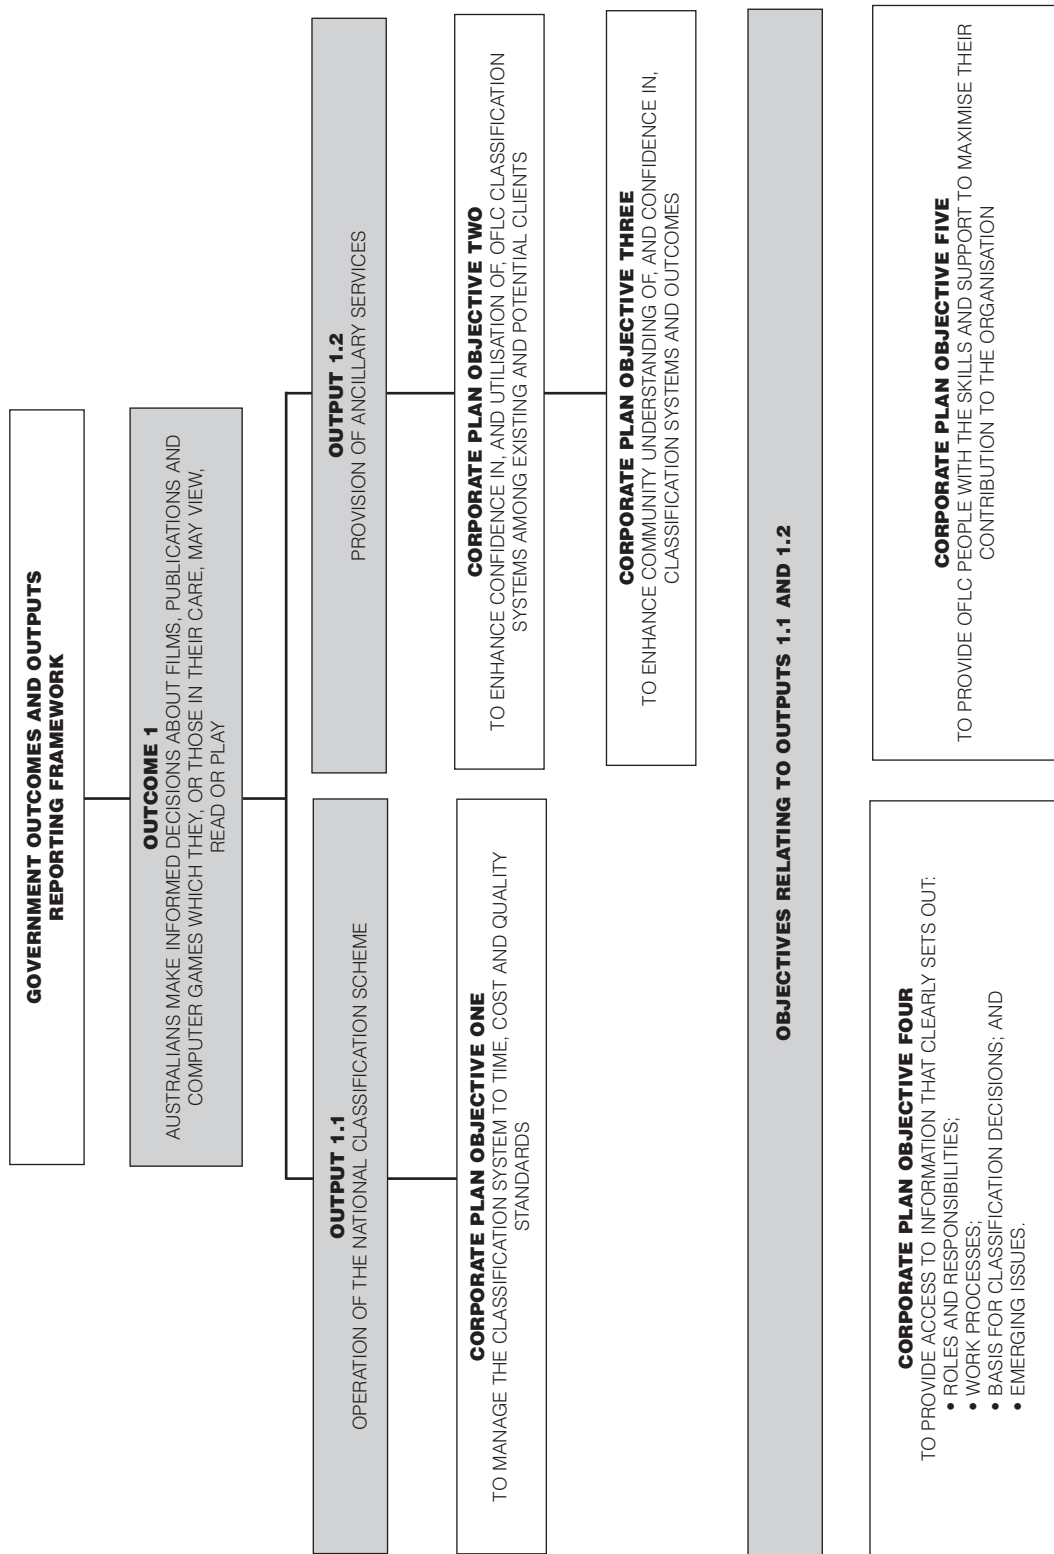 GOVERNMENT OUTCOMES AND OUTPUTS
REPORTING FRAMEWORK
OUTCOME 1
AUSTRALIANS MAKE INFORMED DECISIONS ABOUT FILMS, PUBLICATIONS AND
COMPUTER GAMES WHICH THEY, OR THOSE IN THEIR CARE, MAY VIEW,
READ OR PLAY
OUTPUT 1.1
OPERATION OF THE NATIONAL CLASSIFICATION SCHEME
OUTPUT 1.2
PROVISION OF ANCILLARY SERVICES
CORPORATE PLAN OBJECTIVE ONE
TO MANAGE THE CLASSIFICATION SYSTEM TO TIME, COST AND QUALITY
STANDARDS
CORPORATE PLAN OBJECTIVE TWO
TO ENHANCE CONFIDENCE IN, AND UTILISATION OF, OFLC CLASSIFICATION
SYSTEMS AMONG EXISTING AND POTENTIAL CLIENTS
CORPORATE PLAN OBJECTIVE THREE
TO ENHANCE COMMUNITY UNDERSTANDING OF, AND CONFIDENCE IN,
CLASSIFICATION SYSTEMS AND OUTCOMES
OBJECTIVES RELATING TO OUTPUTS 1.1 AND 1.2
CORPORATE PLAN OBJECTIVE FOUR
TO PROVIDE ACCESS TO INFORMATION THAT CLEARLY SETS OUT:
• ROLES AND RESPONSIBILITIES;
• WORK PROCESSES;
• BASIS FOR CLASSIFICATION DECISIONS; AND
• EMERGING ISSUES.
CORPORATE PLAN OBJECTIVE FIVE
TO PROVIDE OFLC PEOPLE WITH THE SKILLS AND SUPPORT TO MAXIMISE THEIR
CONTRIBUTION TO THE ORGANISATION